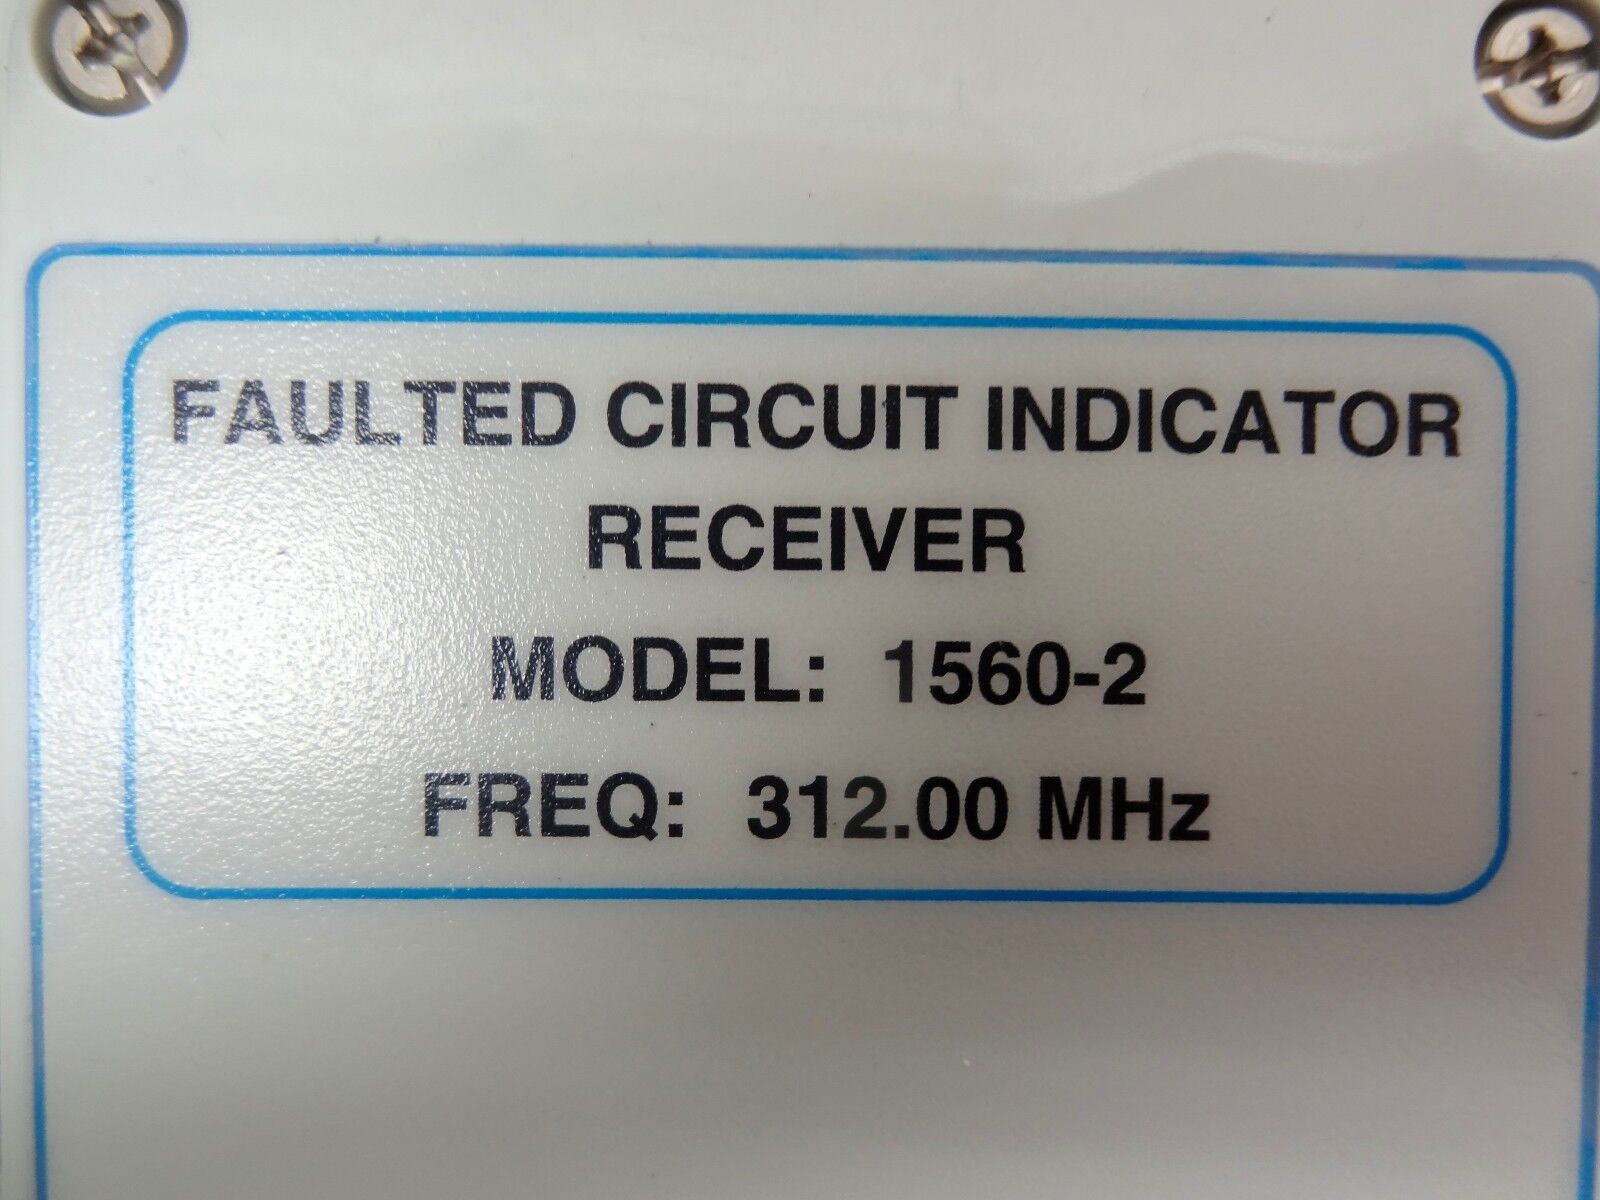 FAULTED CIRCUIT INDICATOR
RECEIVER
MODEL: 1560-2
FREQ: 312.00 MHz